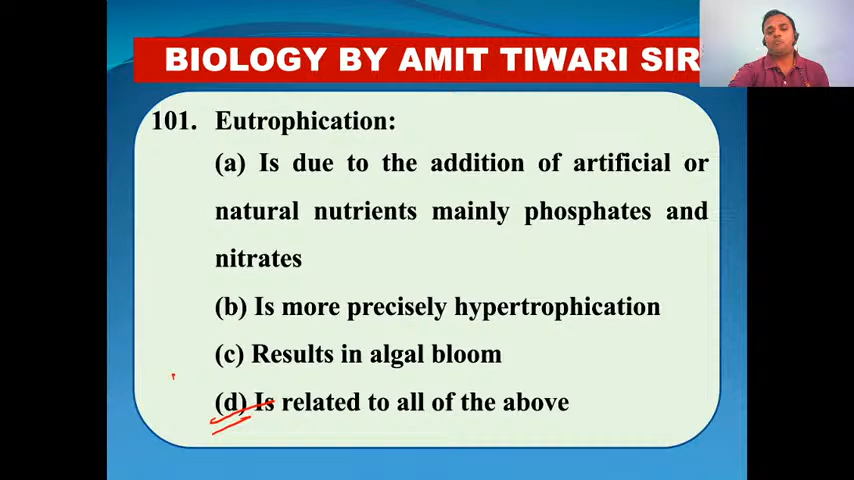 BIOLOGY BY AMIT TIWARI SIR
101. Eutrophication:
(a) Is due to the addition of artificial or
natural nutrients mainly phosphates and
nitrates
(b) Is more precisely hypertrophication
(c) Results in algal bloom
(d) Is related to all of the above